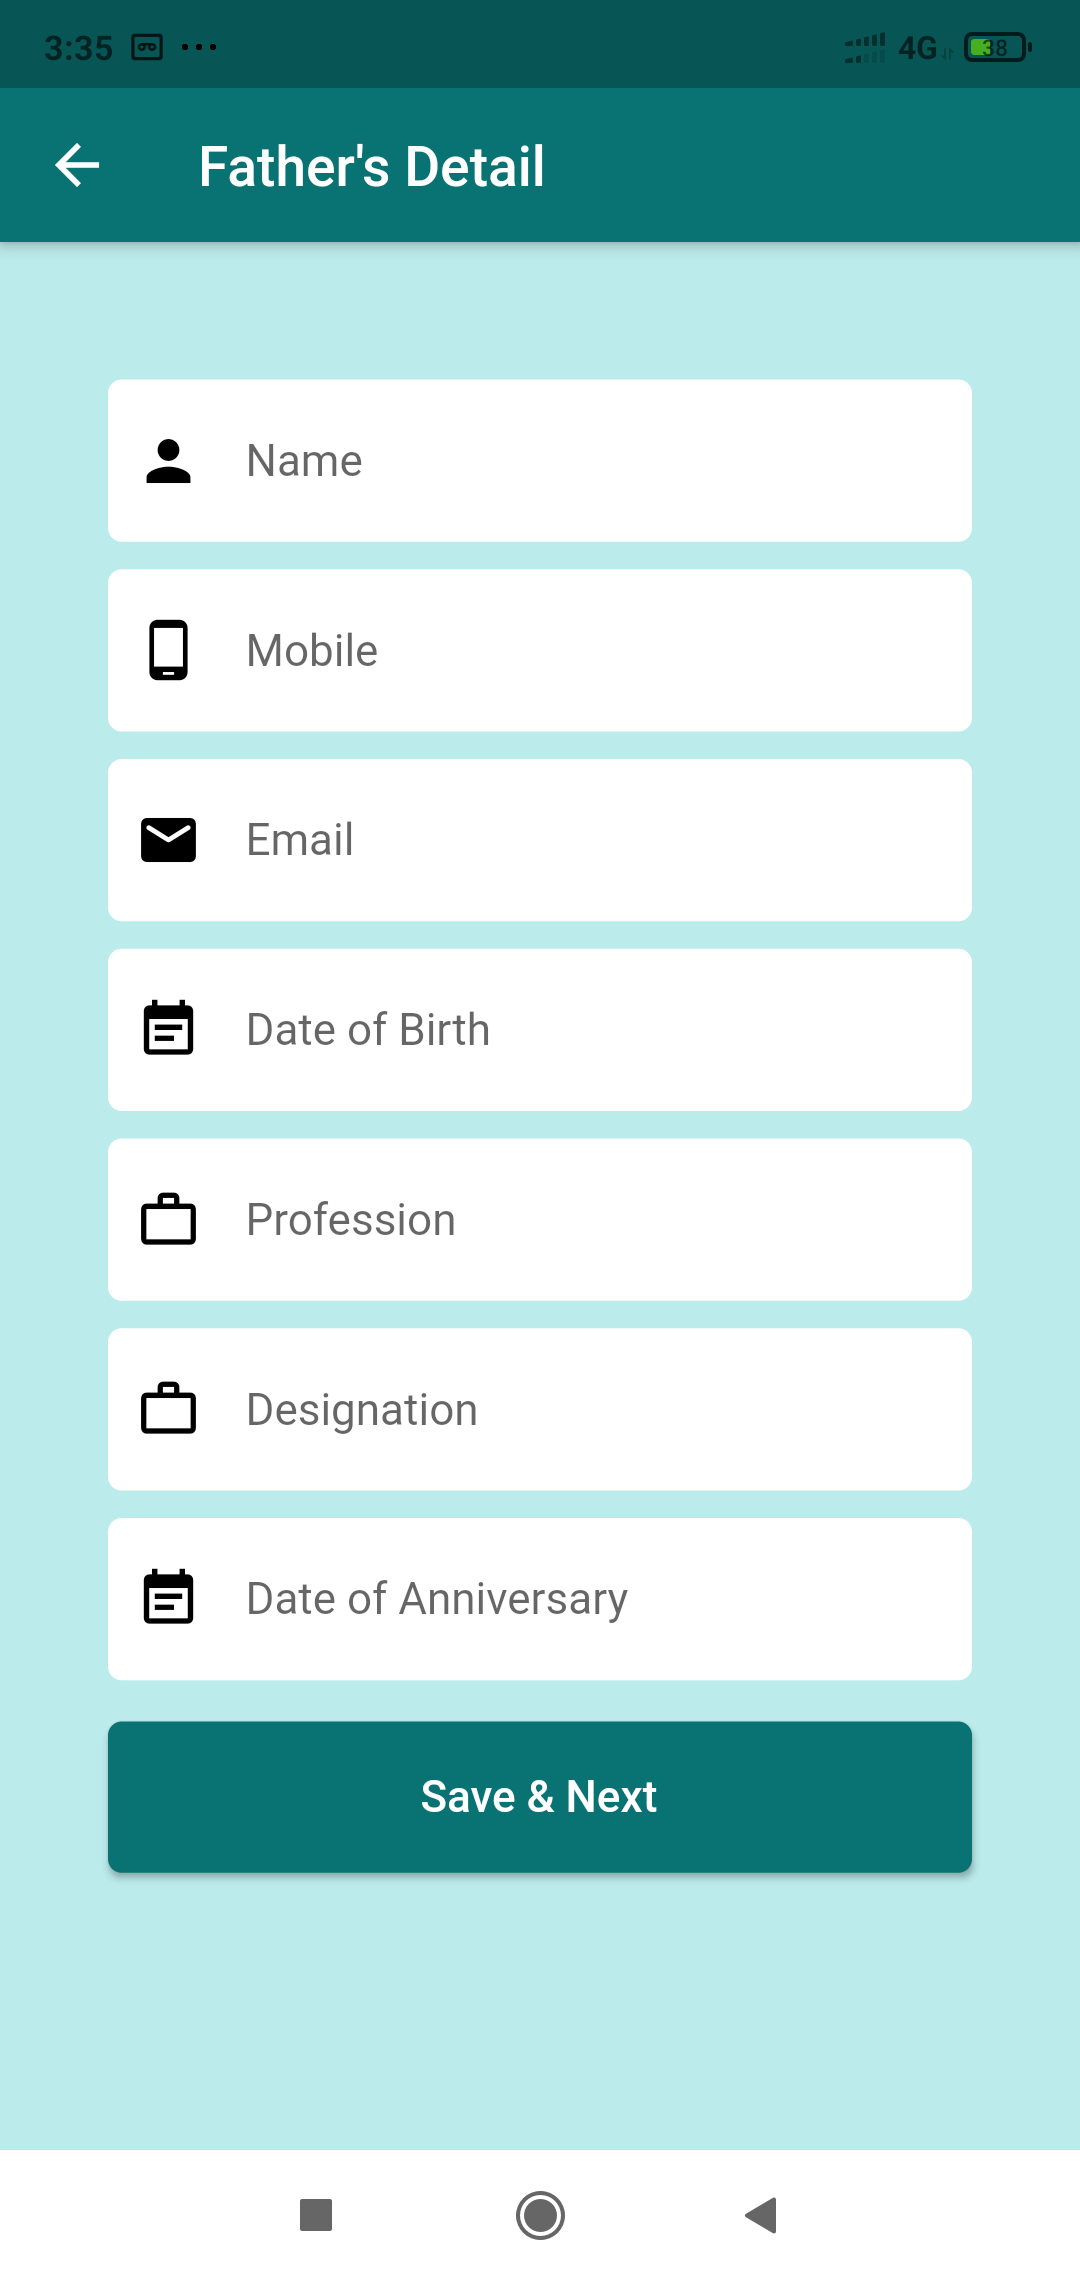 3:35 4G 38
Father's Detail
Name
Mobile
Email
Date of Birth
Profession
Designation
Date of Anniversary
Save & Next